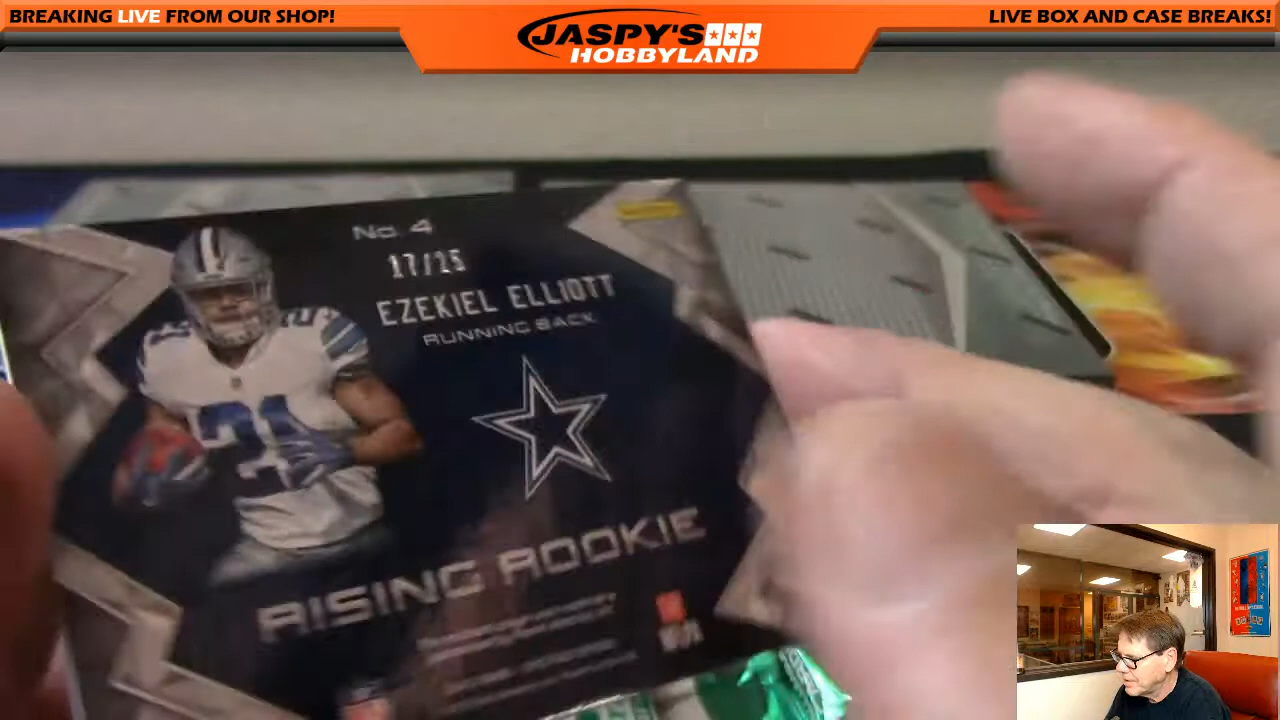 BREAKING LIVE FROM OUR SHOP!
JASPY'S
HOBBYLAND
LIVE BOX AND CASE BREAKS!
No. 4
17/25
EZEKIEL ELLIOTT
RUNNING BACK
21
RISING ROOKIE